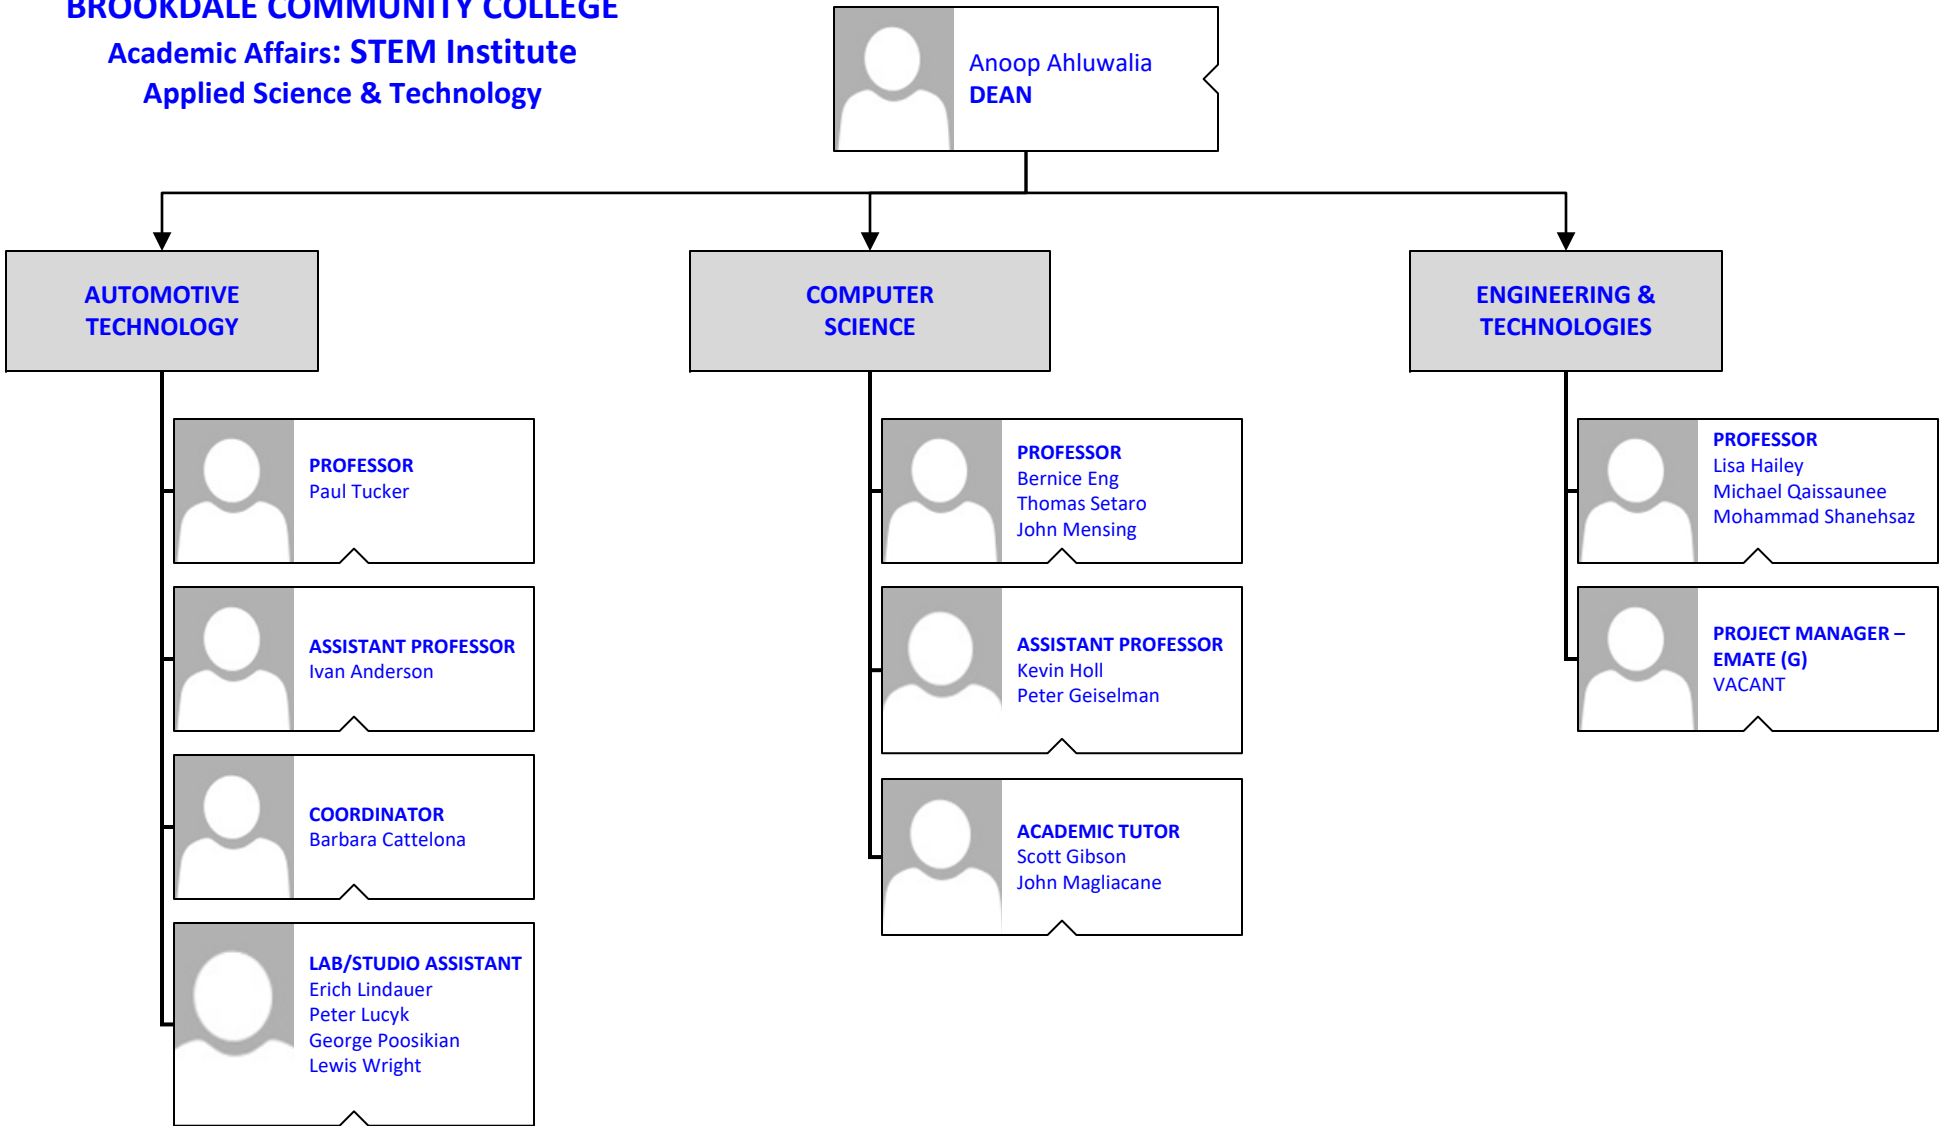 BROOKDALE COMMUNITY COLLEGE
Academic Affairs: STEM Institute
Applied Science & Technology
Anoop Ahluwalia
DEAN
AUTOMOTIVE
TECHNOLOGY
PROFESSOR
Paul Tucker
ASSISTANT PROFESSOR
Ivan Anderson
COORDINATOR
Barbara Cattelona
LAB/STUDIO ASSISTANT
Erich Lindauer
Peter Lucyk
George Poosikian
Lewis Wright
COMPUTER
SCIENCE
PROFESSOR
Bernice Eng
Thomas Setaro
John Mensing
ASSISTANT PROFESSOR
Kevin Holl
Peter Geiselman
ACADEMIC TUTOR
Scott Gibson
John Magliacane
ENGINEERING &
TECHNOLOGIES
PROFESSOR
Lisa Hailey
Michael Qaissaunee
Mohammad Shanehsaz
PROJECT MANAGER –
EMATE (G)
VACANT